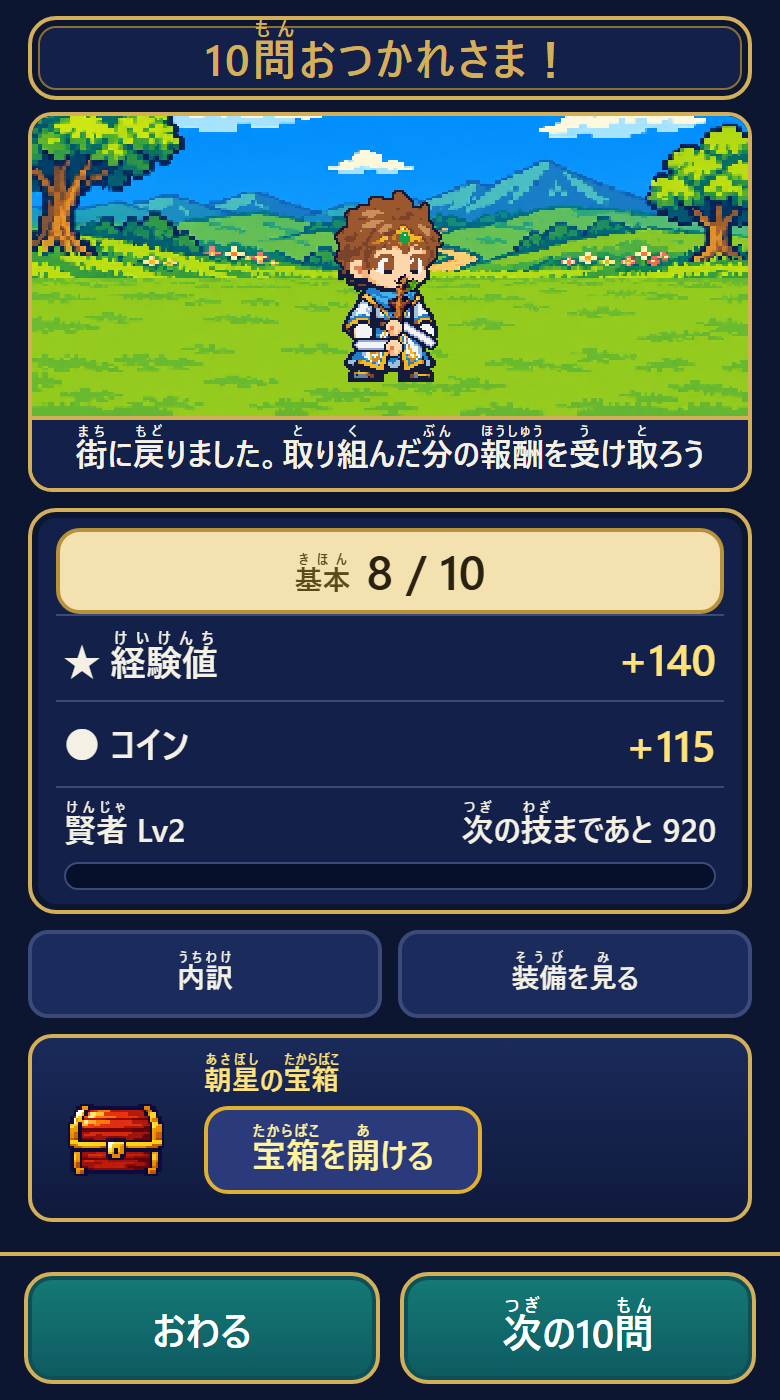 10問おつかれさま！
街に戻りました。取り組んだ分の報酬を受け取ろう
基本 8 / 10
★ 経験値 +140
● コイン +115
賢者 Lv2 次の技まであと 920
内訳 装備を見る
朝星の宝箱
宝箱を開ける
おわる 次の10問